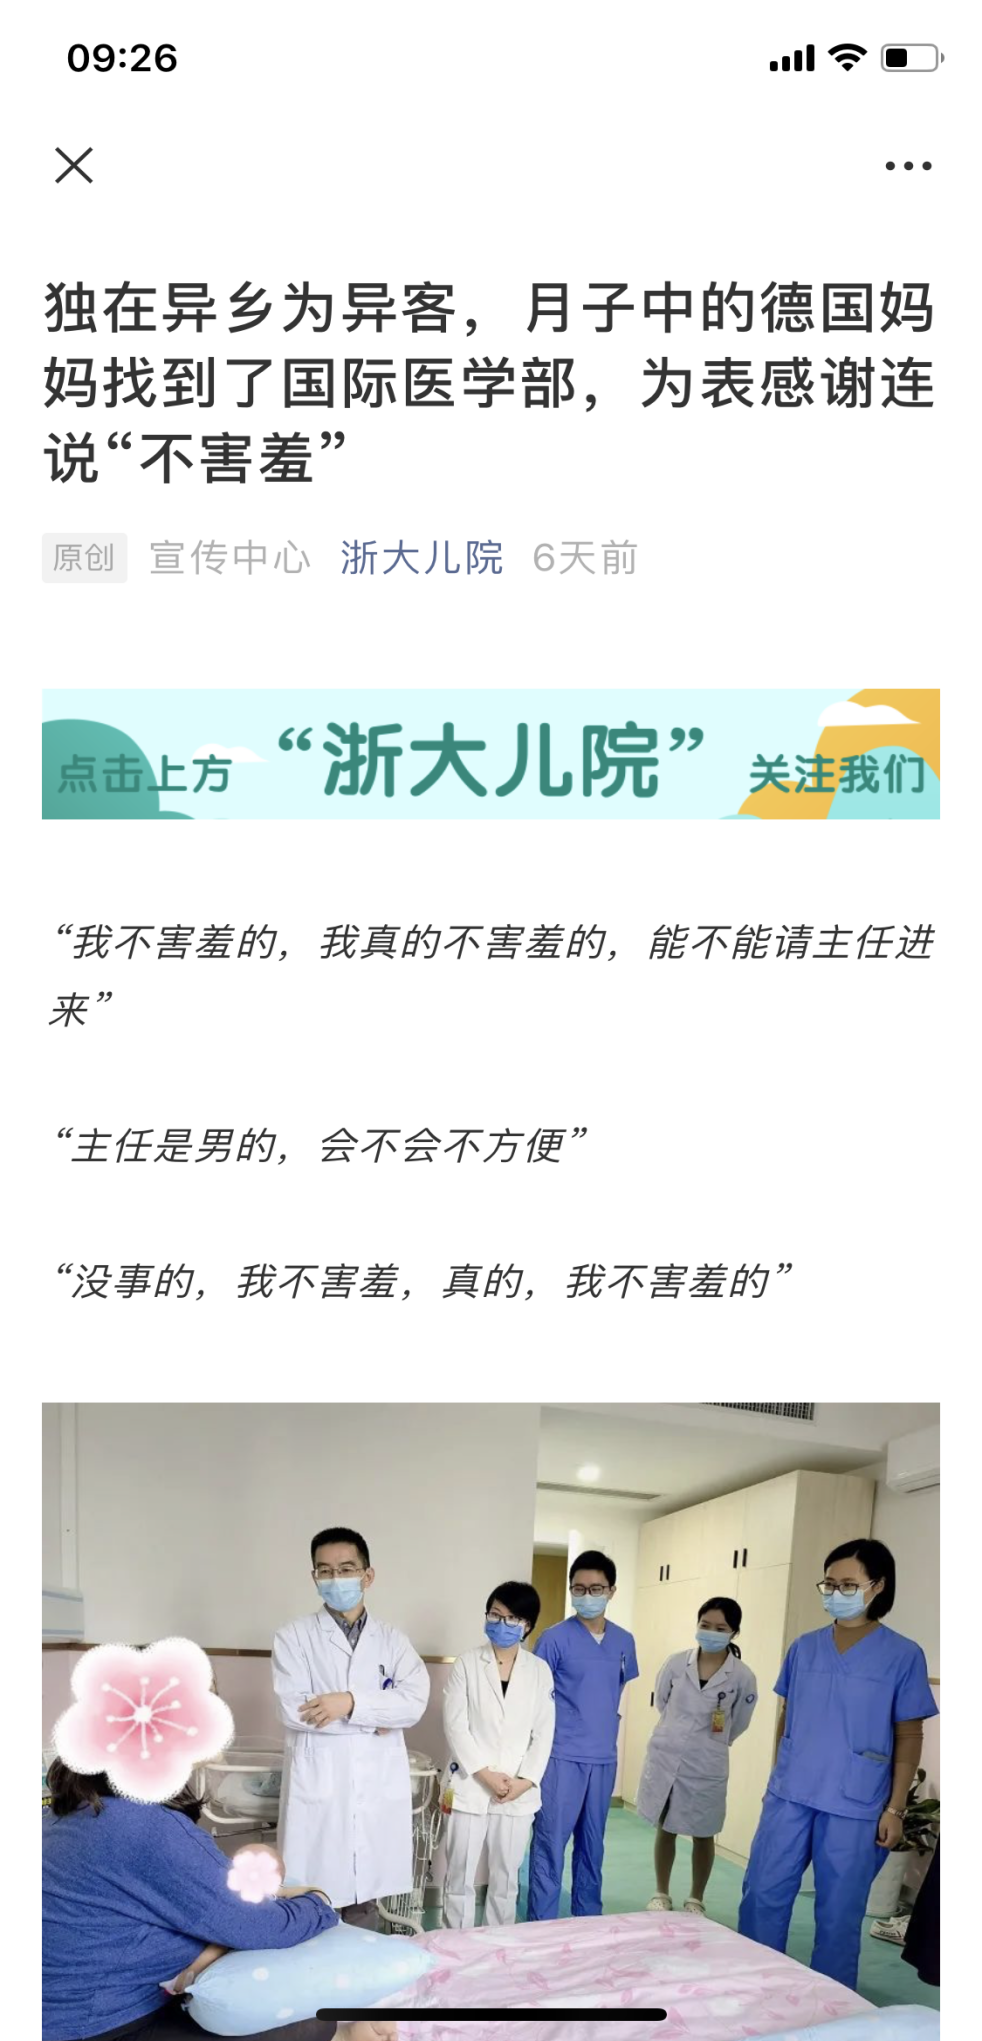 09:26
独在异乡为异客，月子中的德国妈
妈找到了国际医学部，为表感谢连
说“不害羞”
原创 宣传中心 浙大儿院 6天前
点击上方 “浙大儿院” 关注我们
“我不害羞的，我真的不害羞的，能不能请主任进
来”
“主任是男的，会不会不方便”
“没事的，我不害羞，真的，我不害羞的”